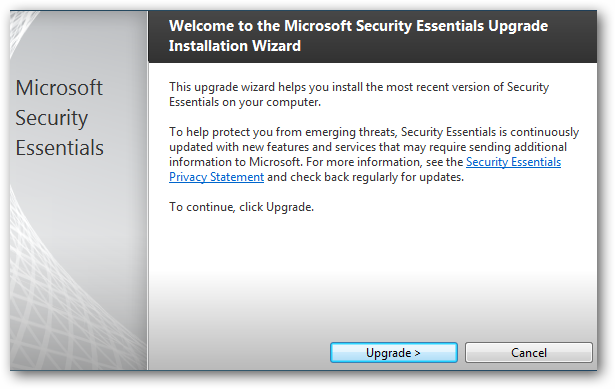 Welcome to the Microsoft Security Essentials Upgrade
Installation Wizard
Microsoft
Security
Essentials
This upgrade wizard helps you install the most recent version of Security
Essentials on your computer.
To help protect you from emerging threats, Security Essentials is continuously
updated with new features and services that may require sending additional
information to Microsoft. For more information, see the Security Essentials
Privacy Statement and check back regularly for updates.
To continue, click Upgrade.
Upgrade >
Cancel